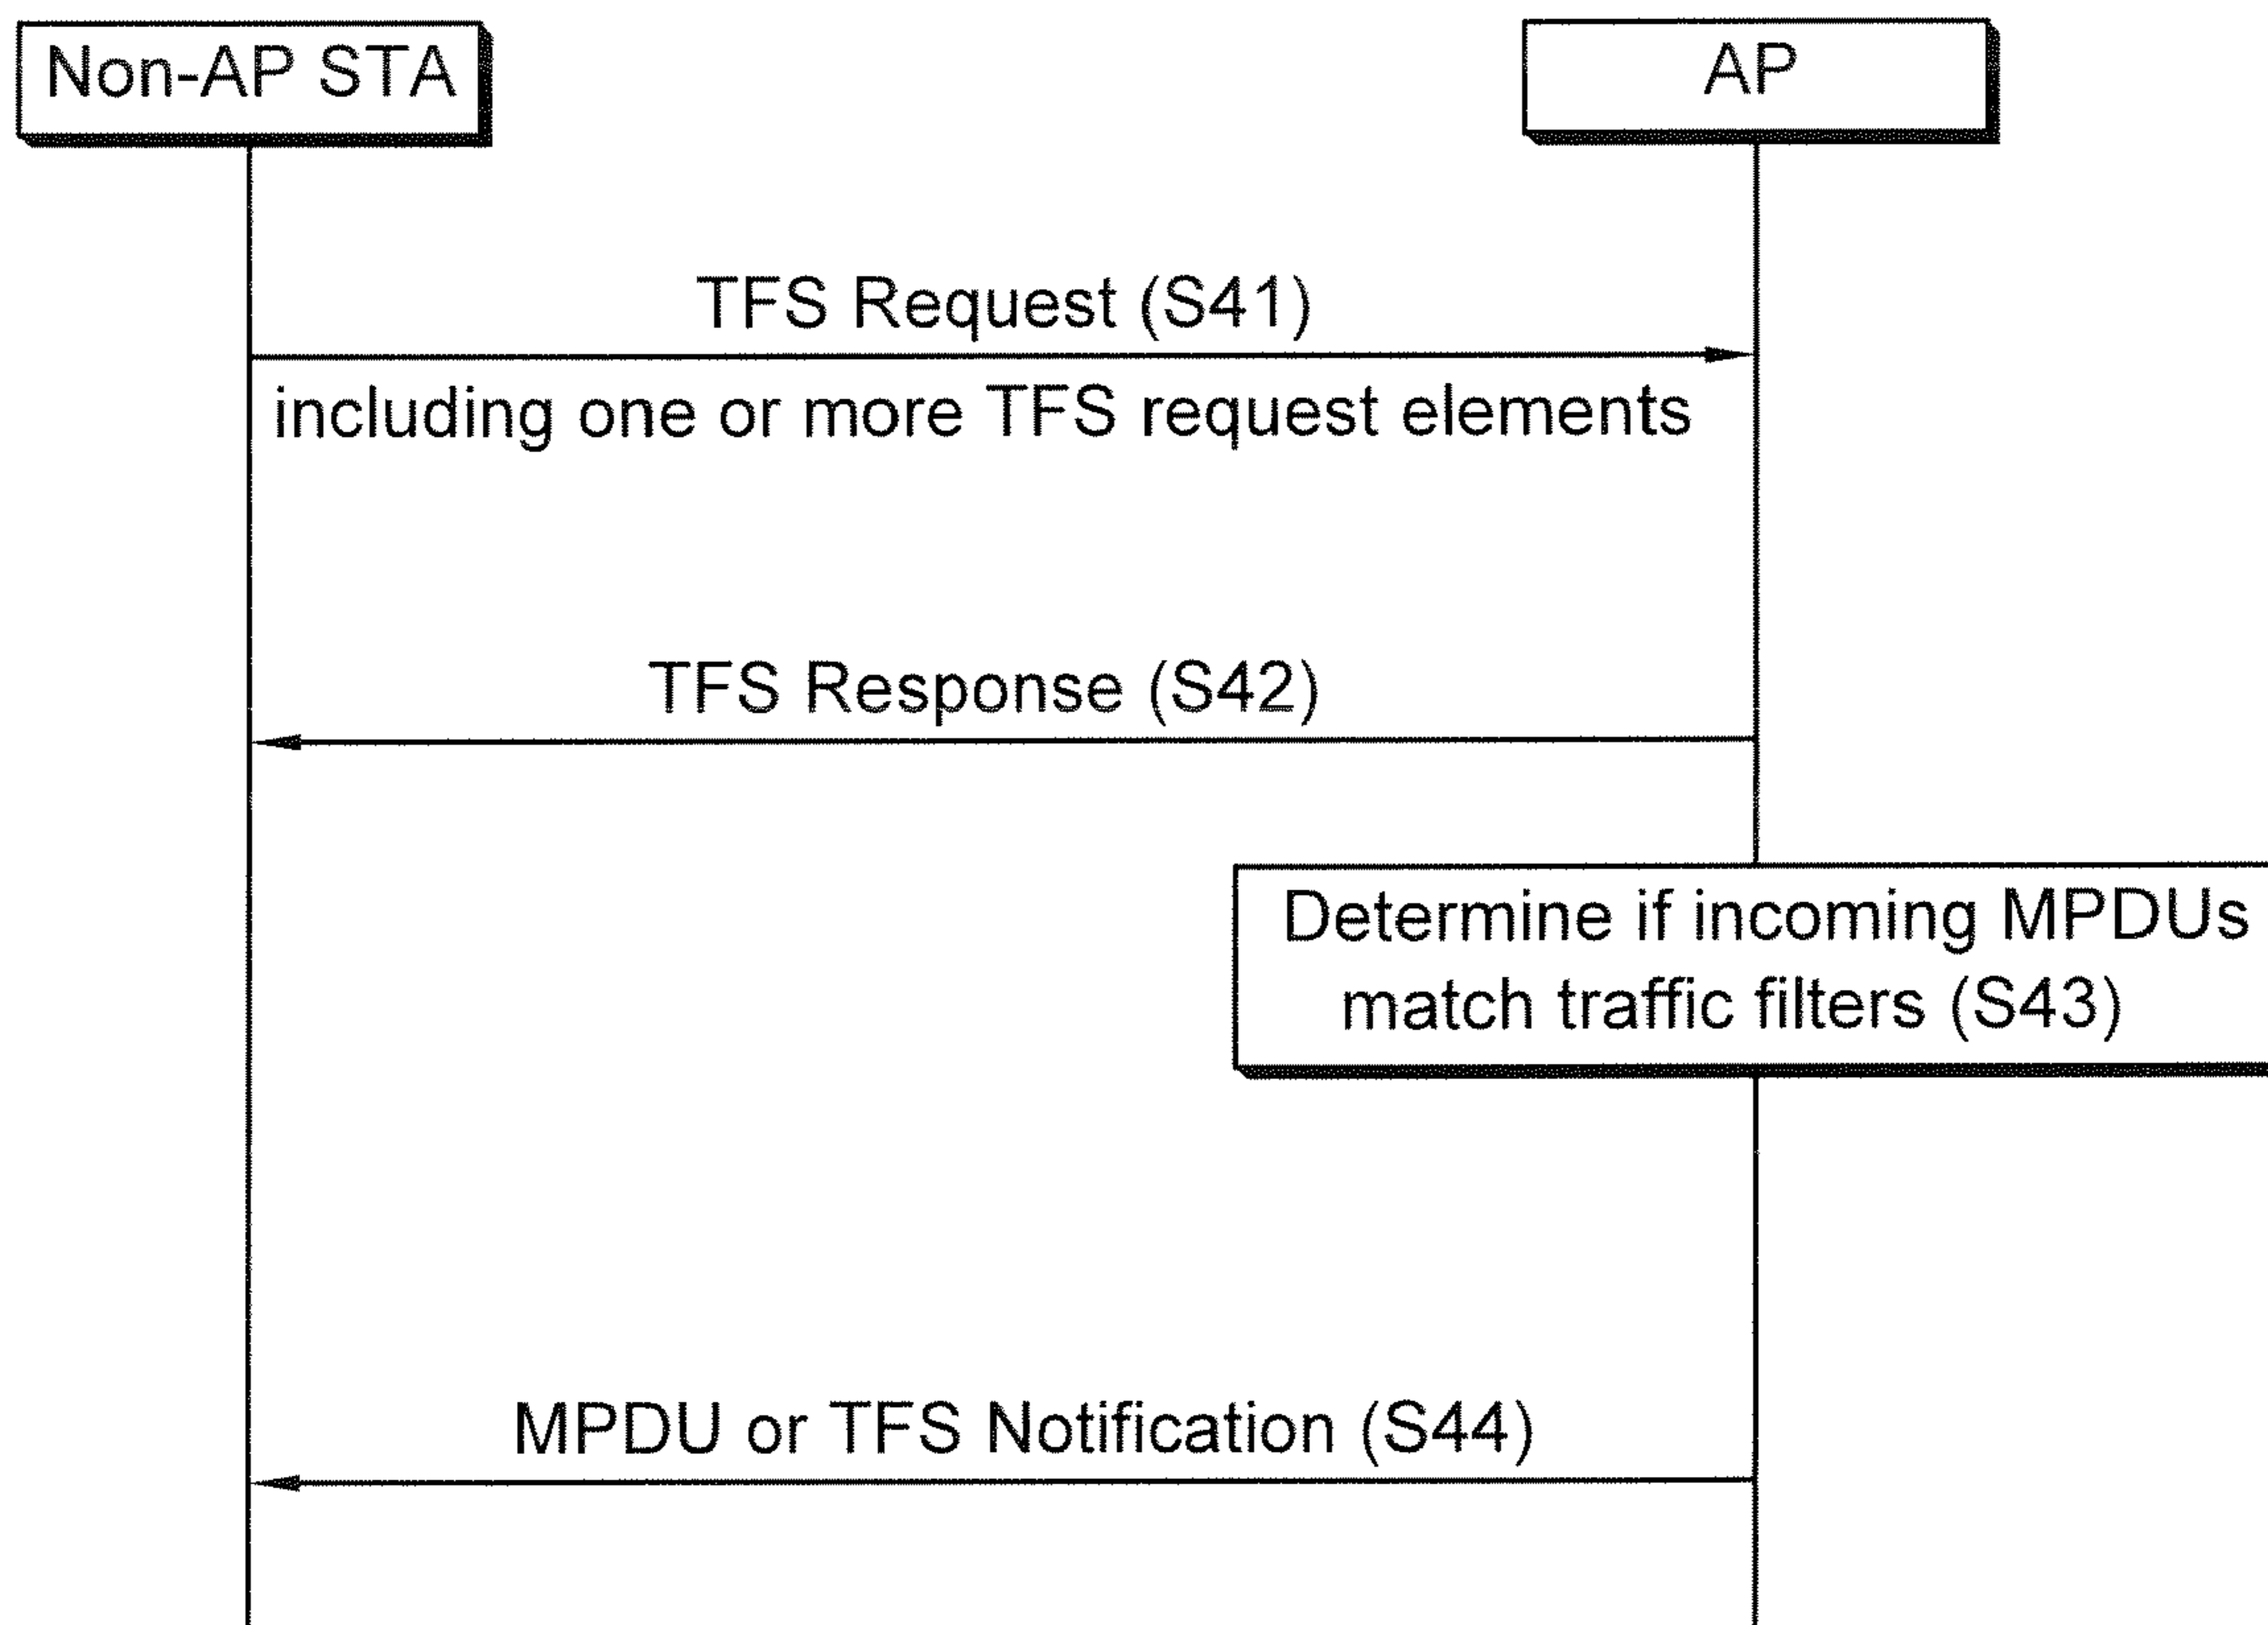 Non-AP STA
AP
TFS Request (S41)
including one or more TFS request elements
TFS Response (S42)
Determine if incoming MPDUs
match traffic filters (S43)
MPDU or TFS Notification (S44)